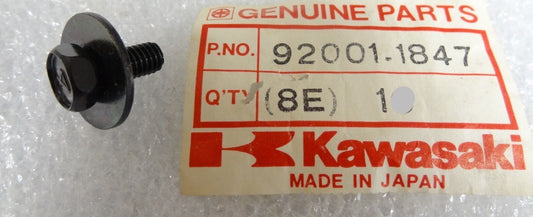 GENUINE PARTS
P.NO. 92001-1847
Q'TY (8E) 1
Kawasaki
MADE IN JAPAN